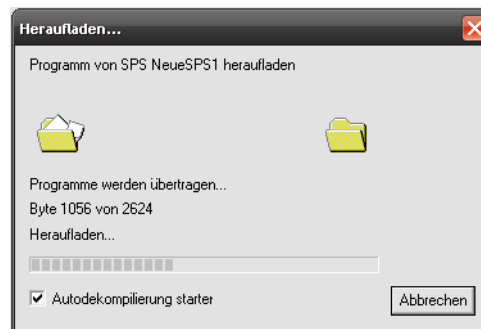 Heraufladen...
Programm von SPS NeueSPS1 heraufladen
Programme werden übertragen...
Byte 1056 von 2624
Heraufladen...
Autodekompilierung starter
Abbrechen